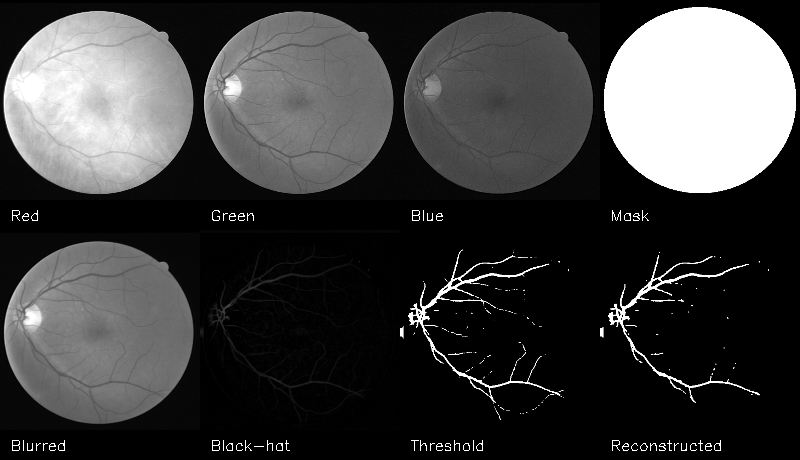 Red
Green
Blue
Mask
Blurred
Black-hat
Threshold
Reconstructed